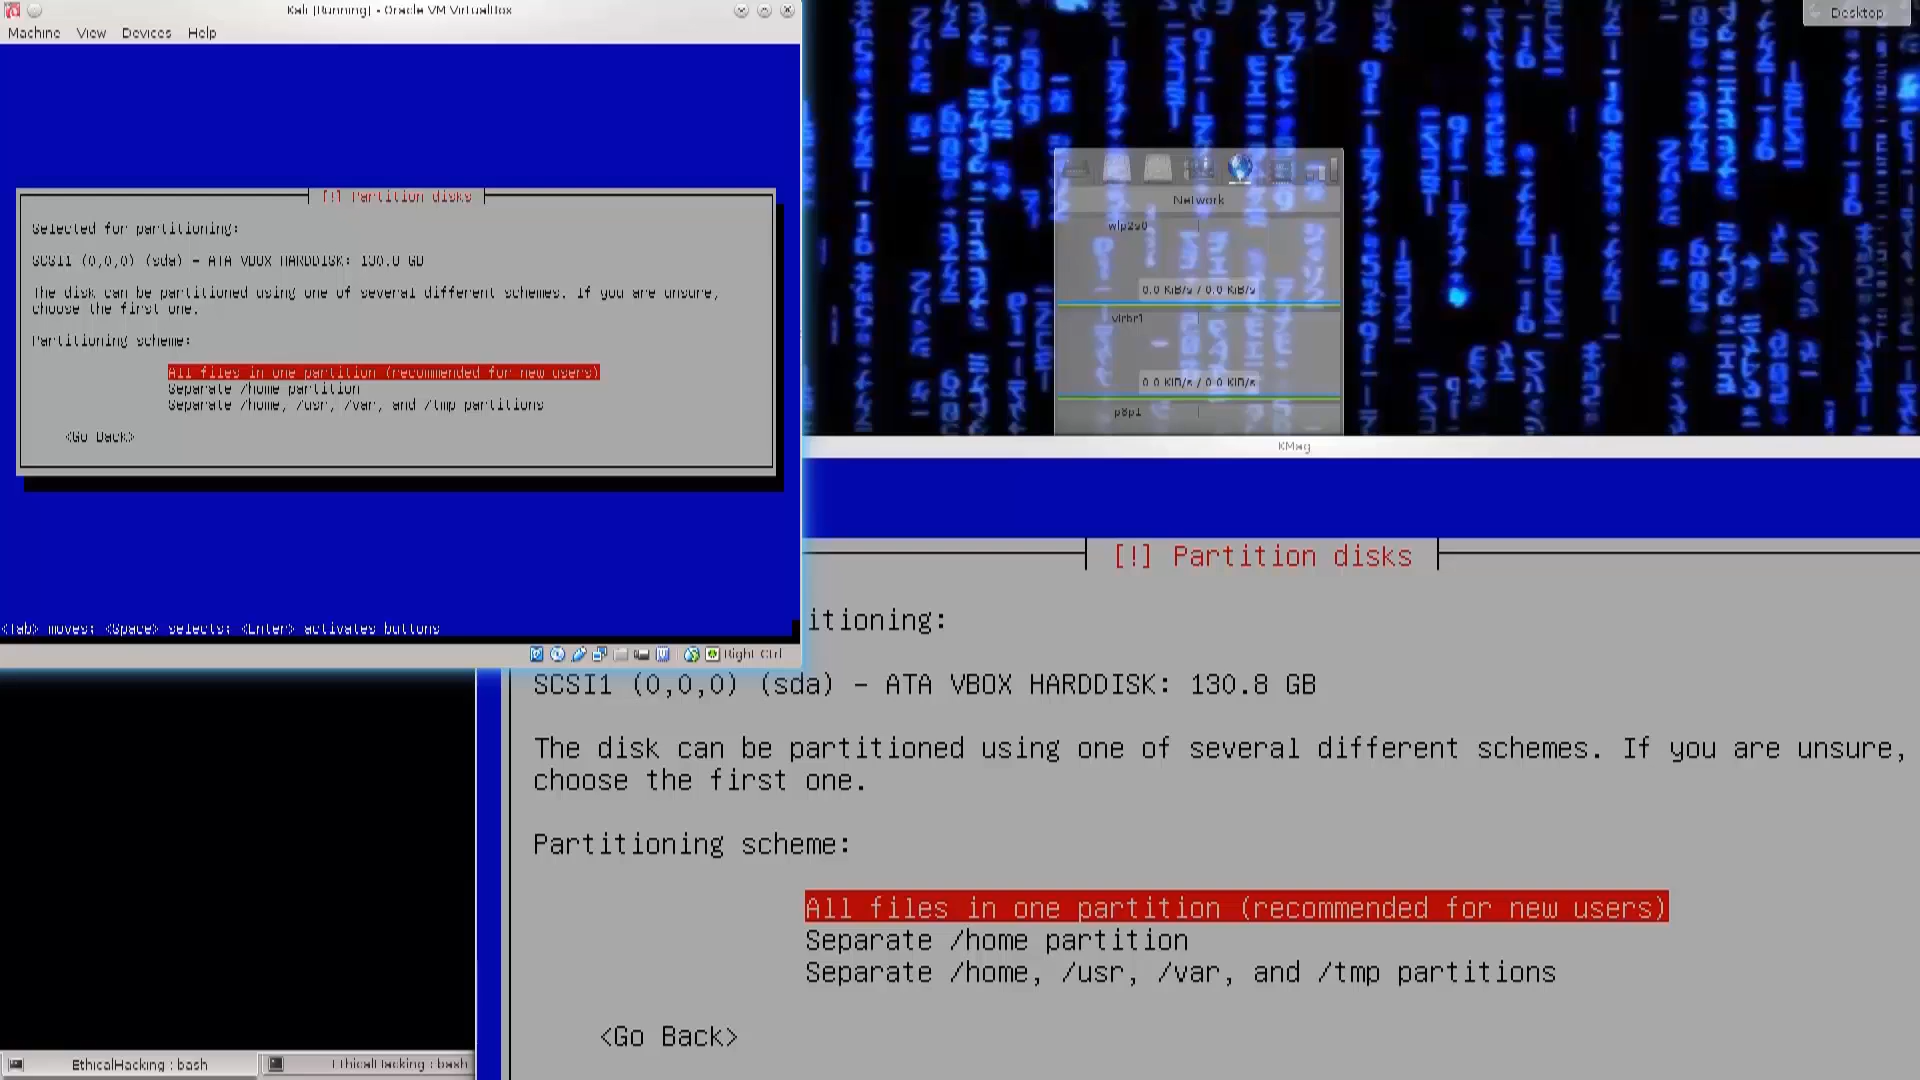 Kali [Running] - Oracle VM VirtualBox
Machine View Devices Help
[!] Partition disks
Selected for partitioning:
SCSI1 (0,0,0) (sda) - ATA VBOX HARDDISK: 130.8 GB
The disk can be partitioned using one of several different schemes. If you are unsure,
choose the first one.
Partitioning scheme:
All files in one partition (recommended for new users)
Separate /home partition
Separate /home, /usr, /var, and /tmp partitions
<Go Back>
<Tab> moves; <Space> selects; <Enter> activates buttons
Right Ctrl
Desktop
Network
wlp2s0
0.0 KiB/s / 0.0 KiB/s
virbr1
0.0 KiB/s / 0.0 KiB/s
p8p1
KMag
[!] Partition disks
itioning:
SCSI1 (0,0,0) (sda) - ATA VBOX HARDDISK: 130.8 GB
The disk can be partitioned using one of several different schemes. If you are unsure,
choose the first one.
Partitioning scheme:
All files in one partition (recommended for new users)
Separate /home partition
Separate /home, /usr, /var, and /tmp partitions
<Go Back>
EthicalHacking : bash
EthicalHacking : bash